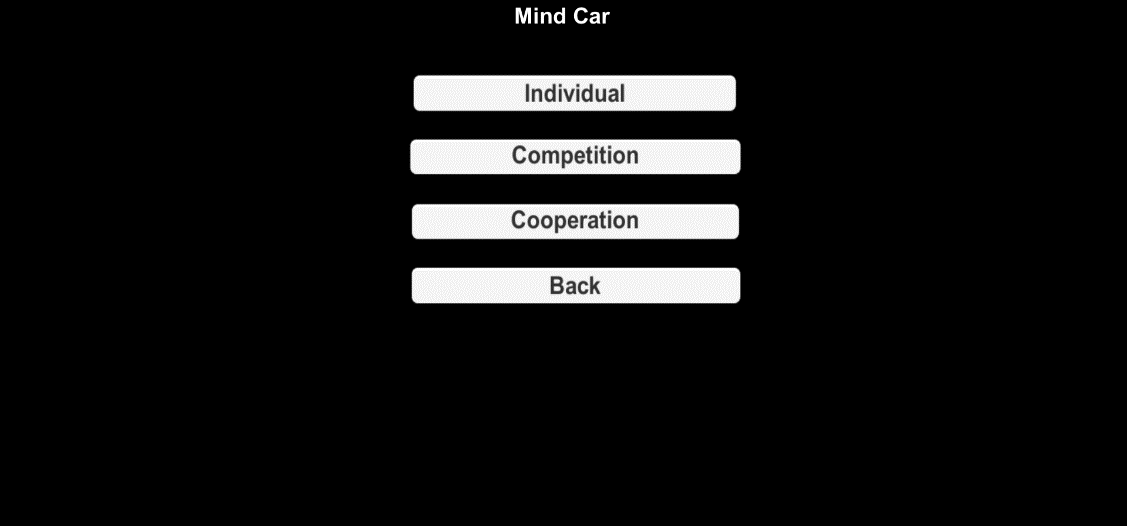 Mind Car
Individual
Competition
Cooperation
Back